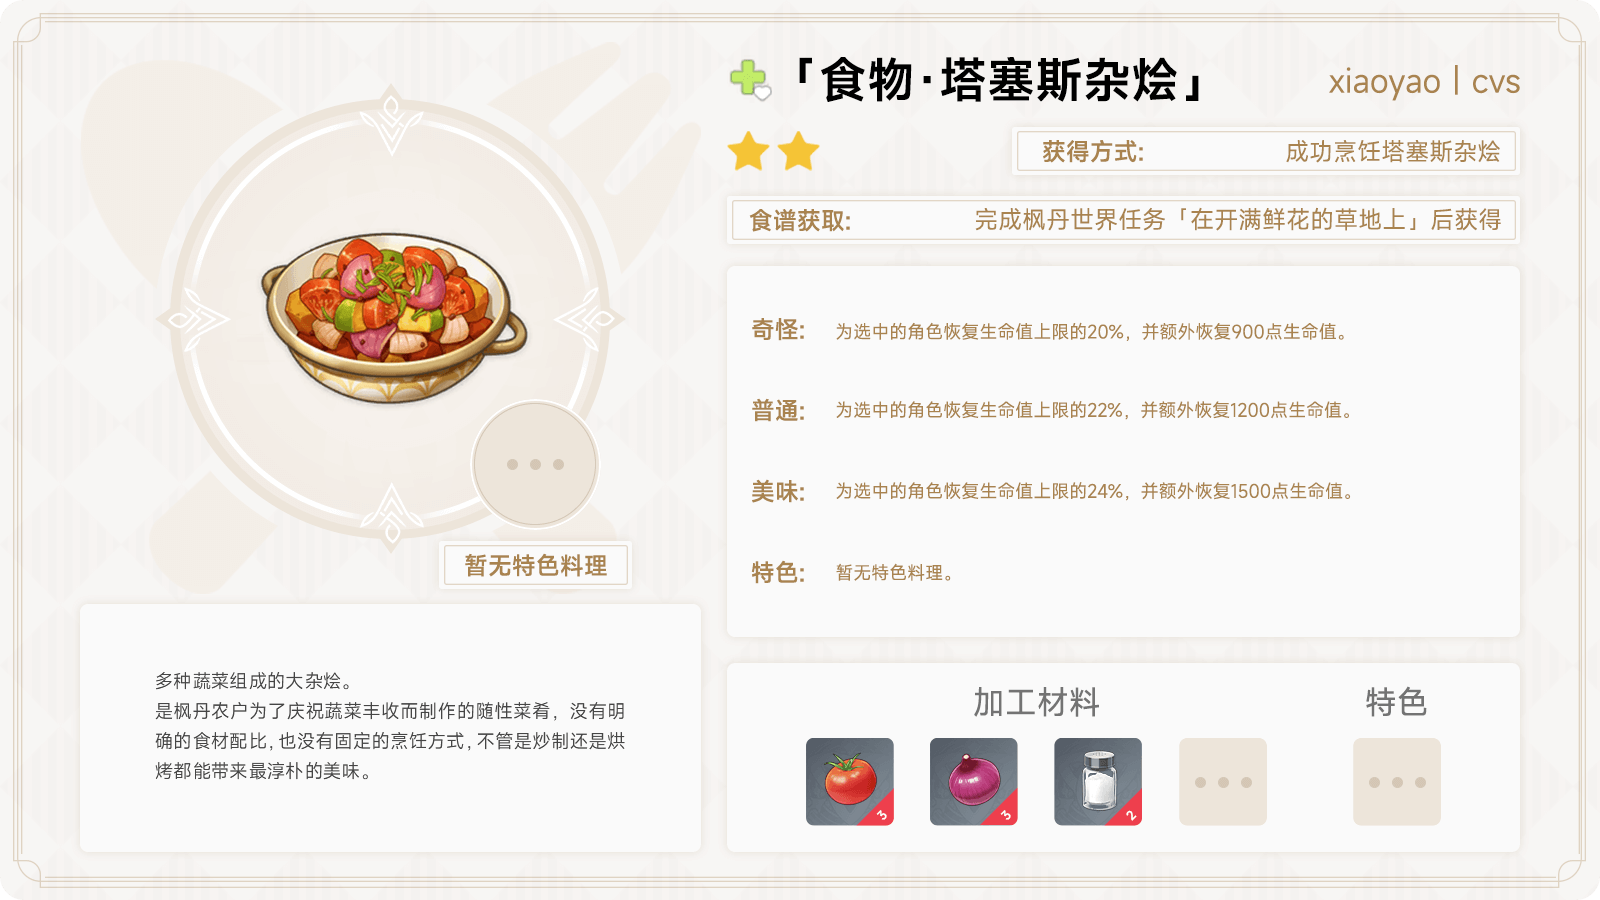 「食物·塔塞斯杂烩」
xiaoyao | cvs
获得方式: 成功烹饪塔塞斯杂烩
食谱获取: 完成枫丹世界任务「在开满鲜花的草地上」后获得
奇怪: 为选中的角色恢复生命值上限的20%，并额外恢复900点生命值。
普通: 为选中的角色恢复生命值上限的22%，并额外恢复1200点生命值。
美味: 为选中的角色恢复生命值上限的24%，并额外恢复1500点生命值。
特色: 暂无特色料理。
暂无特色料理
多种蔬菜组成的大杂烩。
是枫丹农户为了庆祝蔬菜丰收而制作的随性菜肴，没有明
确的食材配比，也没有固定的烹饪方式，不管是炒制还是烘
烤都能带来最淳朴的美味。
加工材料
特色
3
3
2